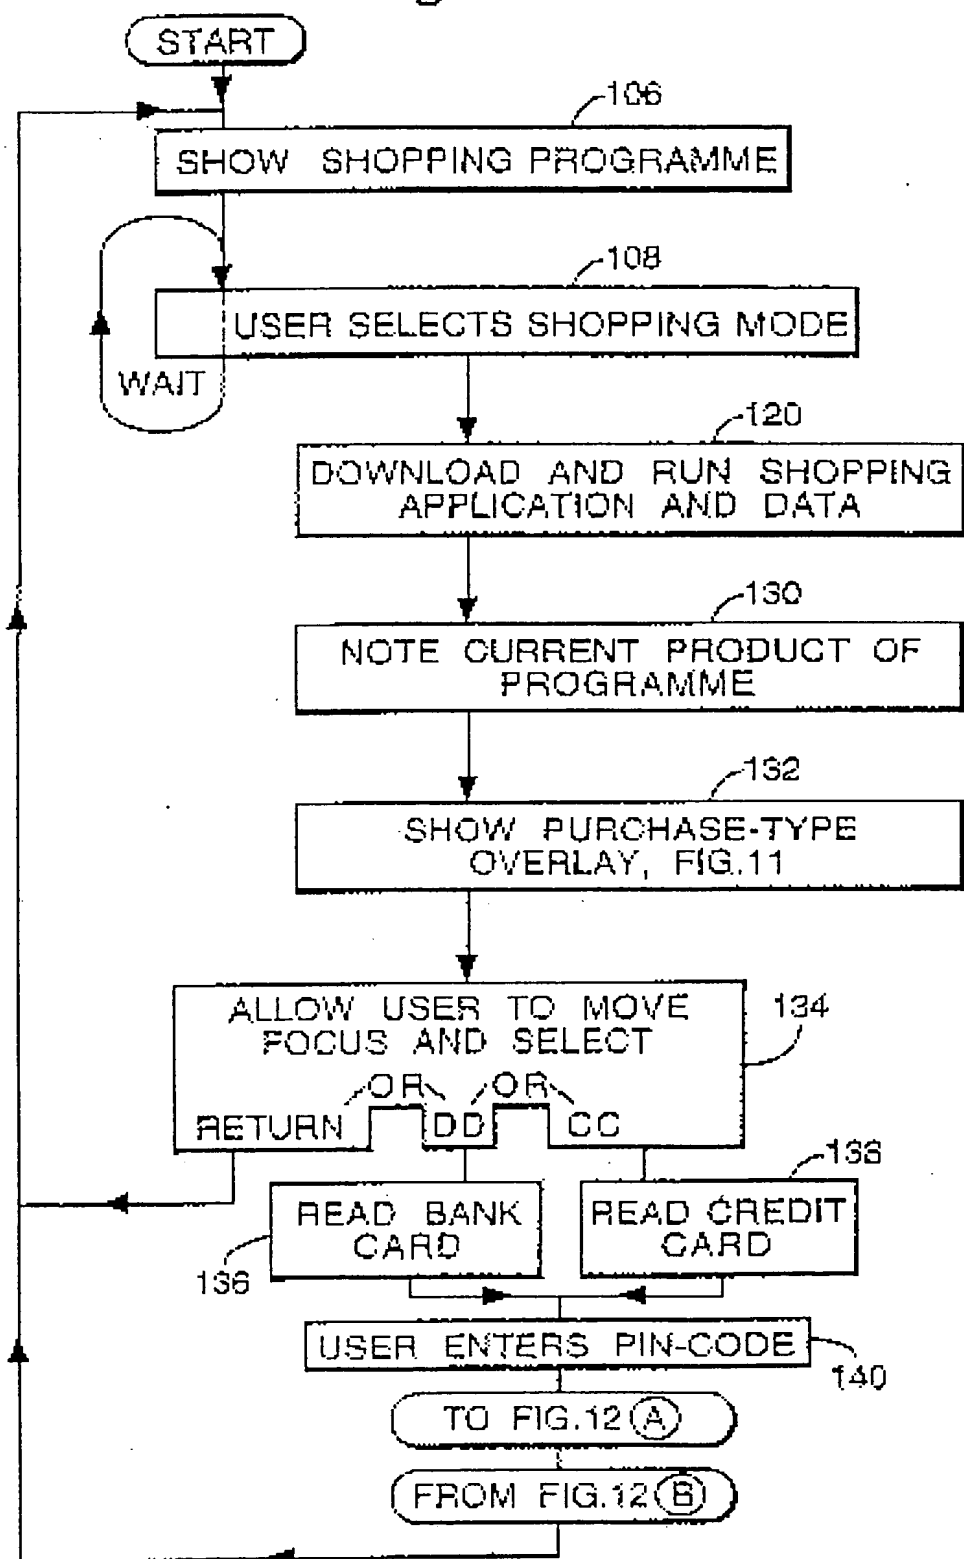 START
106
SHOW SHOPPING PROGRAMME
108
USER SELECTS SHOPPING MODE
WAIT
120
DOWNLOAD AND RUN SHOPPING
APPLICATION AND DATA
130
NOTE CURRENT PRODUCT OF
PROGRAMME
132
SHOW PURCHASE-TYPE
OVERLAY, FIG.11
ALLOW USER TO MOVE
FOCUS AND SELECT
134
OR OR
RETURN DD CC
138
READ BANK
CARD
READ CREDIT
CARD
136
USER ENTERS PIN-CODE
140
TO FIG.12 A
FROM FIG.12 B